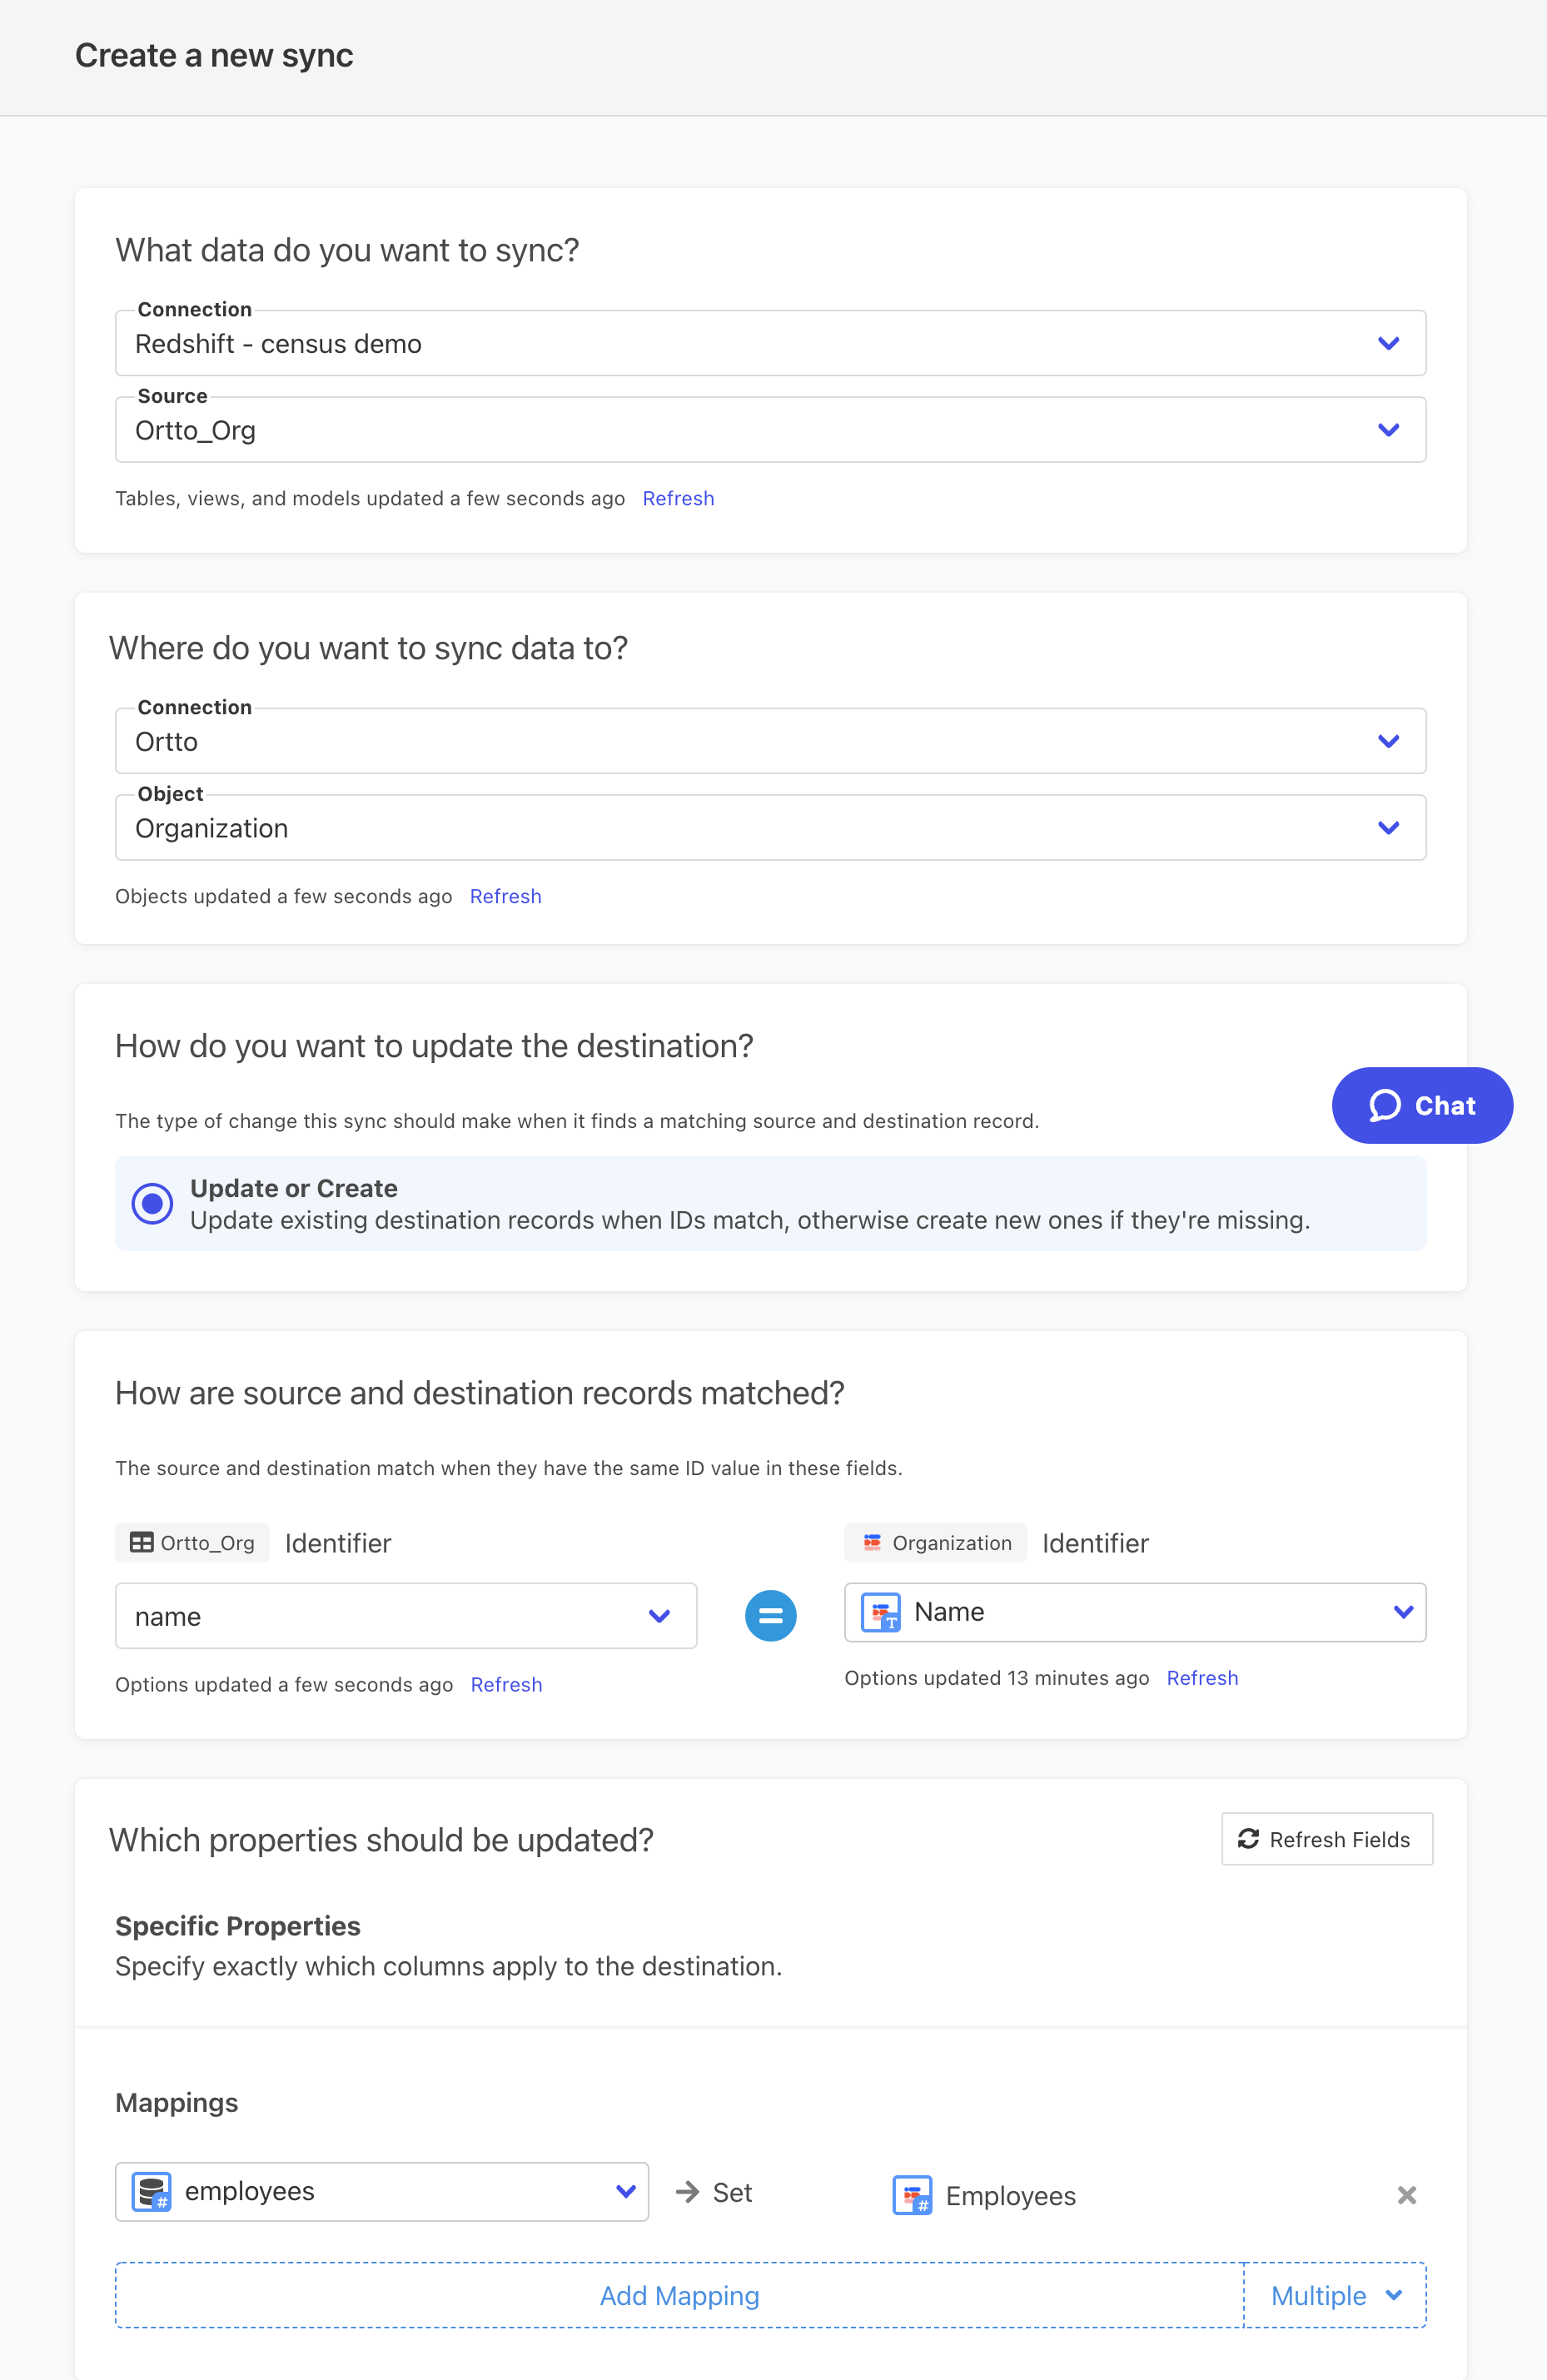 Create a new sync
What data do you want to sync?
Connection
Redshift - census demo
Source
Ortto_Org
Tables, views, and models updated a few seconds ago Refresh
Where do you want to sync data to?
Connection
Ortto
Object
Organization
Objects updated a few seconds ago Refresh
How do you want to update the destination?
Chat
The type of change this sync should make when it finds a matching source and destination record.
Update or Create
Update existing destination records when IDs match, otherwise create new ones if they're missing.
How are source and destination records matched?
The source and destination match when they have the same ID value in these fields.
Ortto_Org Identifier
Organization Identifier
name
Name
Options updated a few seconds ago Refresh
Options updated 13 minutes ago Refresh
Which properties should be updated?
Refresh Fields
Specific Properties
Specify exactly which columns apply to the destination.
Mappings
# employees
Set
# Employees
Add Mapping
Multiple